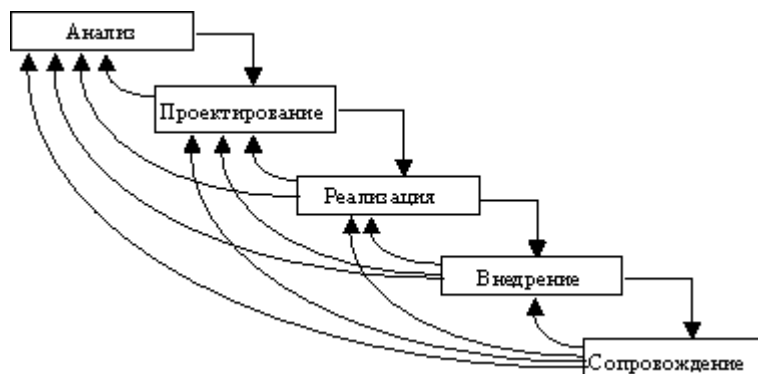 Анализ
Проектирование
Реализация
Внедрение
Сопровождение